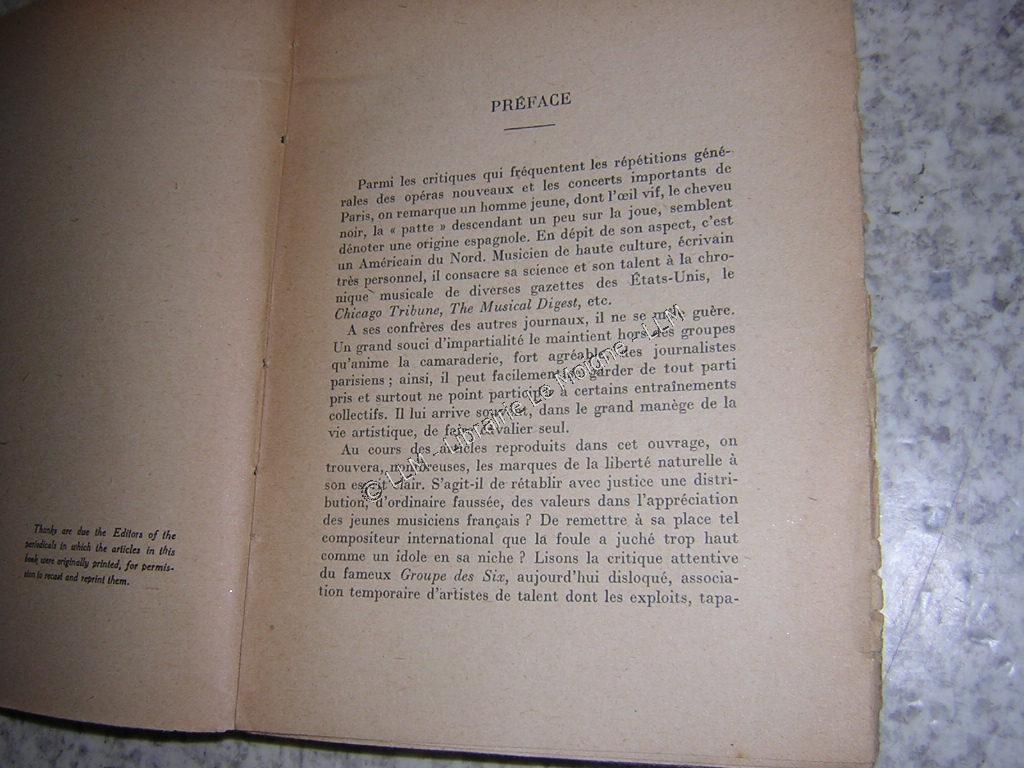 Thanks are due the Editors of the
periodicals in which the articles in this
book were originally printed, for permis-
sion to recast and reprint them.
PRÉFACE
Parmi les critiques qui fréquentent les répétitions géné-
rales des opéras nouveaux et les concerts importants de
Paris, on remarque un homme jeune, dont l'œil vif, le cheveu
noir, la « patte » descendant un peu sur la joue, semblent
dénoter une origine espagnole. En dépit de son aspect, c'est
un Américain du Nord. Musicien de haute culture, écrivain
très personnel, il consacre sa science et son talent à la chro-
nique musicale de diverses gazettes des États-Unis, le
Chicago Tribune, The Musical Digest, etc.
A ses confrères des autres journaux, il ne se mêle guère.
Un grand souci d'impartialité le maintient hors des groupes
qu'anime la camaraderie, fort agréable, des journalistes
parisiens ; ainsi, il peut facilement se garder de tout parti
pris et surtout ne point participer à certains entraînements
collectifs. Il lui arrive souvent, dans le grand manège de la
vie artistique, de faire cavalier seul.
Au cours des articles reproduits dans cet ouvrage, on
trouvera, nombreuses, les marques de la liberté naturelle à
son esprit clair. S'agit-il de rétablir avec justice une distri-
bution, d'ordinaire faussée, des valeurs dans l'appréciation
des jeunes musiciens français ? De remettre à sa place tel
compositeur international que la foule a juché trop haut
comme un idole en sa niche ? Lisons la critique attentive
du fameux Groupe des Six, aujourd'hui disloqué, associa-
tion temporaire d'artistes de talent dont les exploits, tapa-
© LLM - Librairie Le Moione - LLM